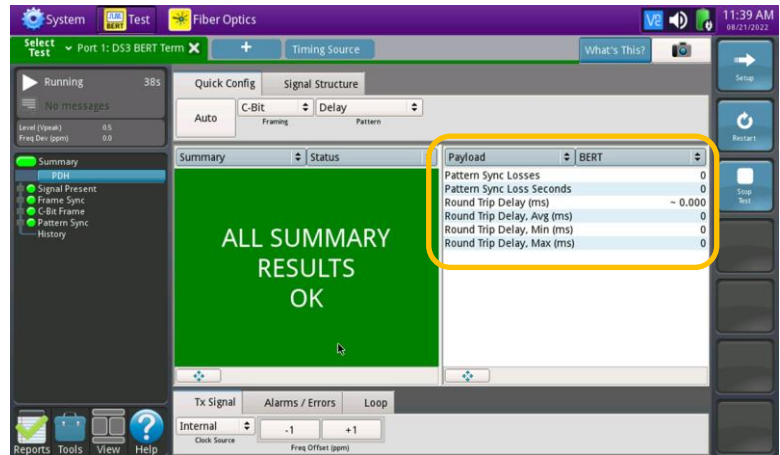 System
JUMP
BERT
Test
Fiber Optics
11:39 AM
08/21/2022
Select
Test
Port 1: DS3 BERT Term X
+
Timing Source
What's This?
Setup
Running 38s
No messages
Level (Vpeak) 0.5
Freq Dev (ppm) 0.0
Quick Config Signal Structure
Auto
C-Bit Delay
Framing Pattern
Restart
Summary
PDH
Signal Present
Frame Sync
C-Bit Frame
Pattern Sync
History
Summary Status
ALL SUMMARY
RESULTS
OK
Payload BERT
Pattern Sync Losses 0
Pattern Sync Loss Seconds 0
Round Trip Delay (ms) ~ 0.000
Round Trip Delay, Avg (ms) 0
Round Trip Delay, Min (ms) 0
Round Trip Delay, Max (ms) 0
Stop
Test
Tx Signal Alarms / Errors Loop
Internal -1 +1
Clock Source Freq Offset (ppm)
Reports Tools View Help